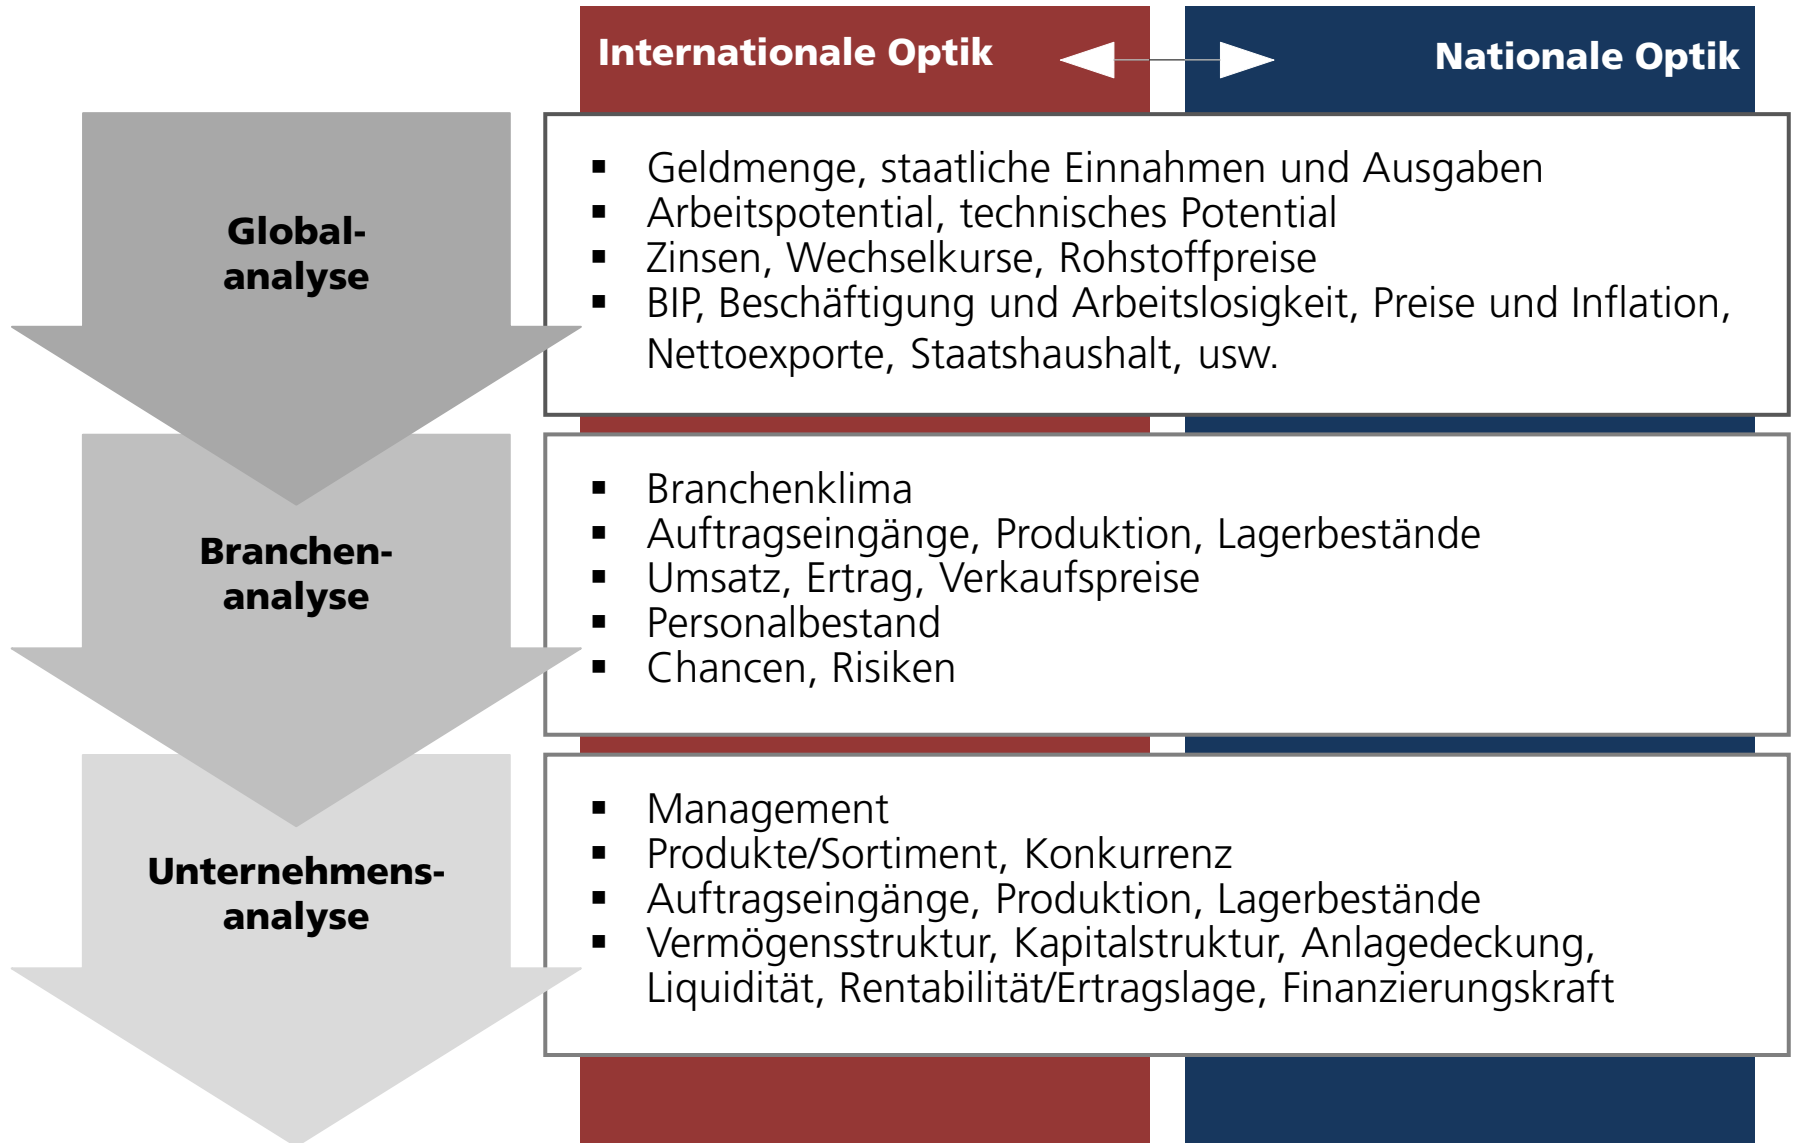 Internationale Optik
Nationale Optik
Global-
analyse
▪ Geldmenge, staatliche Einnahmen und Ausgaben
▪ Arbeitspotential, technisches Potential
▪ Zinsen, Wechselkurse, Rohstoffpreise
▪ BIP, Beschäftigung und Arbeitslosigkeit, Preise und Inflation,
Nettoexporte, Staatshaushalt, usw.
Branchen-
analyse
▪ Branchenklima
▪ Auftragseingänge, Produktion, Lagerbestände
▪ Umsatz, Ertrag, Verkaufspreise
▪ Personalbestand
▪ Chancen, Risiken
Unternehmens-
analyse
▪ Management
▪ Produkte/Sortiment, Konkurrenz
▪ Auftragseingänge, Produktion, Lagerbestände
▪ Vermögensstruktur, Kapitalstruktur, Anlagedeckung,
Liquidität, Rentabilität/Ertragslage, Finanzierungskraft